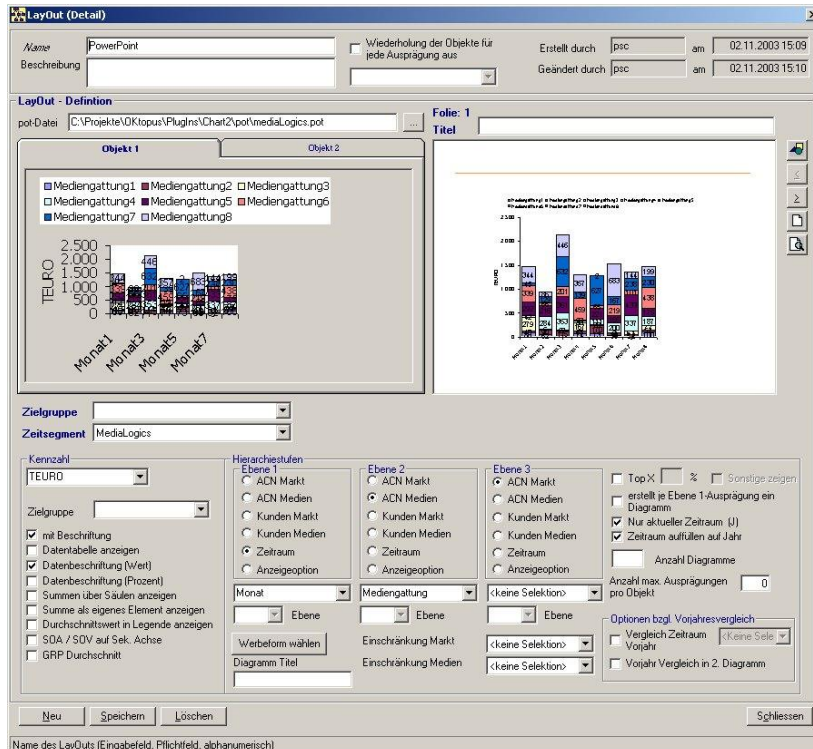 LayOut (Detail)
Name PowerPoint
Beschreibung
Wiederholung der Objekte für jede Ausprägung aus
Erstellt durch psc am 02.11.2003 15:09
Geändert durch psc am 02.11.2003 15:10
LayOut - Defintion
pot-Datei C:\Projekte\OKtopus\PlugIns\Chart2\pot\mediaLogics.pot ...
Folie: 1
Titel
Objekt 1 Objekt 2
Mediengattung1 Mediengattung2 Mediengattung3
Mediengattung4 Mediengattung5 Mediengattung6
Mediengattung7 Mediengattung8
TEURO
2.500
2.000
1.500
1.000
500
0
Monat1 Monat3 Monat5 Monat7
TEURO
Zielgruppe
Zeitsegment MediaLogics
Kennzahl
TEURO
Zielgruppe
mit Beschriftung
Datentabelle anzeigen
Datenbeschriftung (Wert)
Datenbeschriftung (Prozent)
Summen über Säulen anzeigen
Summe als eigenes Element anzeigen
Durchschnittswert in Legende anzeigen
SOA / SOV auf Sek. Achse
GRP Durchschnitt
Hierarchiestufen
Ebene 1
ACN Markt
ACN Medien
Kunden Markt
Kunden Medien
Zeitraum
Anzeigeoption
Monat
Ebene
Werbeform wählen
Diagramm Titel
Ebene 2
ACN Markt
ACN Medien
Kunden Markt
Kunden Medien
Zeitraum
Anzeigeoption
Mediengattung
Ebene
Einschränkung Markt
Einschränkung Medien
Ebene 3
ACN Markt
ACN Medien
Kunden Markt
Kunden Medien
Zeitraum
Anzeigeoption
<keine Selektion>
Ebene
<keine Selektion>
<keine Selektion>
Top X % Sonstige zeigen
erstellt je Ebene 1-Ausprägung ein
Diagramm
Nur aktueller Zeitraum (J)
Zeitraum auffüllen auf Jahr
Anzahl Diagramme
Anzahl max. Ausprägungen
pro Objekt 0
Optionen bzgl. Vorjahresvergleich
Vergleich Zeitraum
Vorjahr
<Keine Sele
Vorjahr Vergleich in 2. Diagramm
Neu Speichern Löschen Schliessen
Name des LayOuts (Eingabefeld, Pflichtfeld, alphanumerisch)